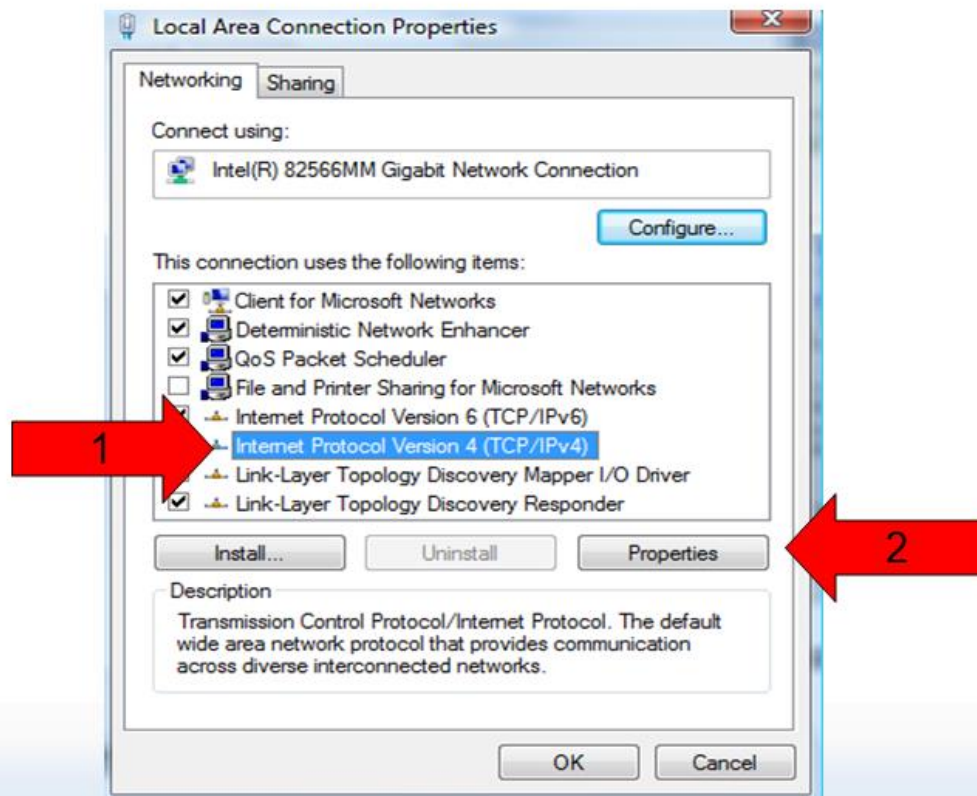 Local Area Connection Properties
Networking
Sharing
Connect using:
Intel(R) 82566MM Gigabit Network Connection
Configure...
This connection uses the following items:
Client for Microsoft Networks
Deterministic Network Enhancer
QoS Packet Scheduler
File and Printer Sharing for Microsoft Networks
Internet Protocol Version 6 (TCP/IPv6)
1
Internet Protocol Version 4 (TCP/IPv4)
Link-Layer Topology Discovery Mapper I/O Driver
Link-Layer Topology Discovery Responder
Install...
Uninstall
Properties
2
Description
Transmission Control Protocol/Internet Protocol. The default
wide area network protocol that provides communication
across diverse interconnected networks.
OK
Cancel